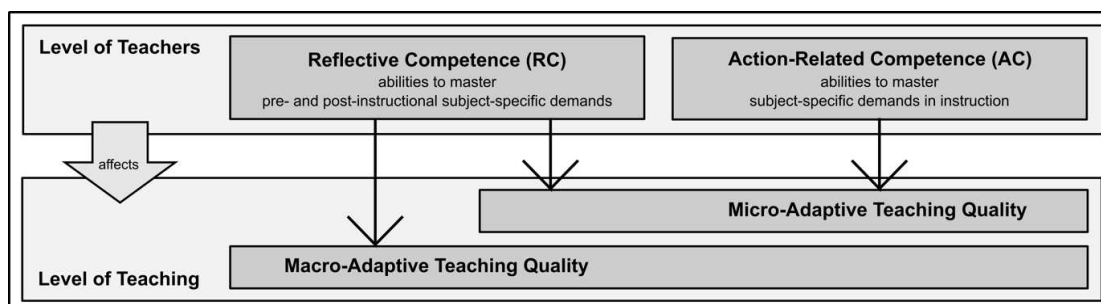 Level of Teachers
Reflective Competence (RC)
abilities to master
pre- and post-instructional subject-specific demands
Action-Related Competence (AC)
abilities to master
subject-specific demands in instruction
affects
Micro-Adaptive Teaching Quality
Macro-Adaptive Teaching Quality
Level of Teaching